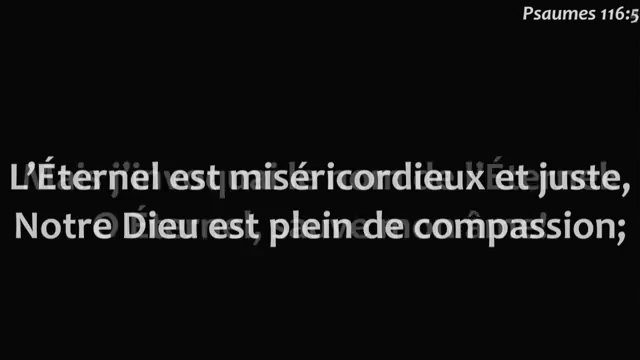 Psaumes 116:5
L’Éternel est miséricordieux et juste,
Notre Dieu est plein de compassion;